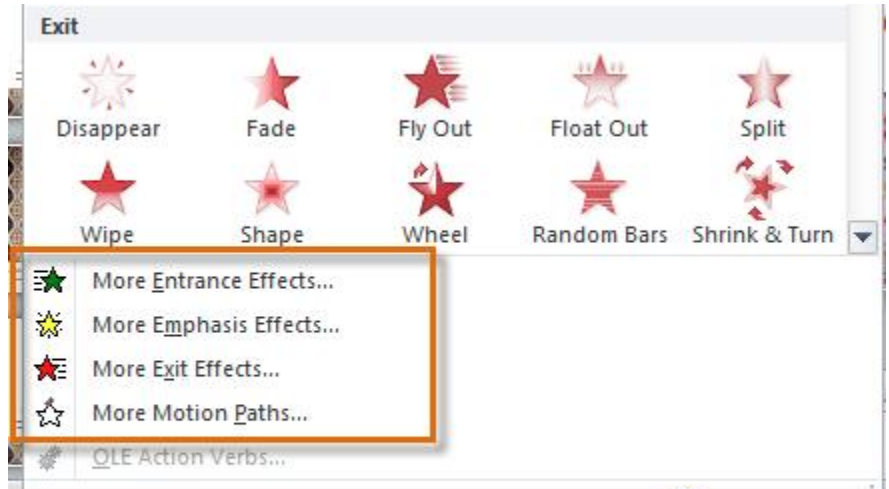 Exit
Disappear Fade Fly Out Float Out Split
Wipe Shape Wheel Random Bars Shrink & Turn
More Entrance Effects...
More Emphasis Effects...
More Exit Effects...
More Motion Paths...
OLE Action Verbs...